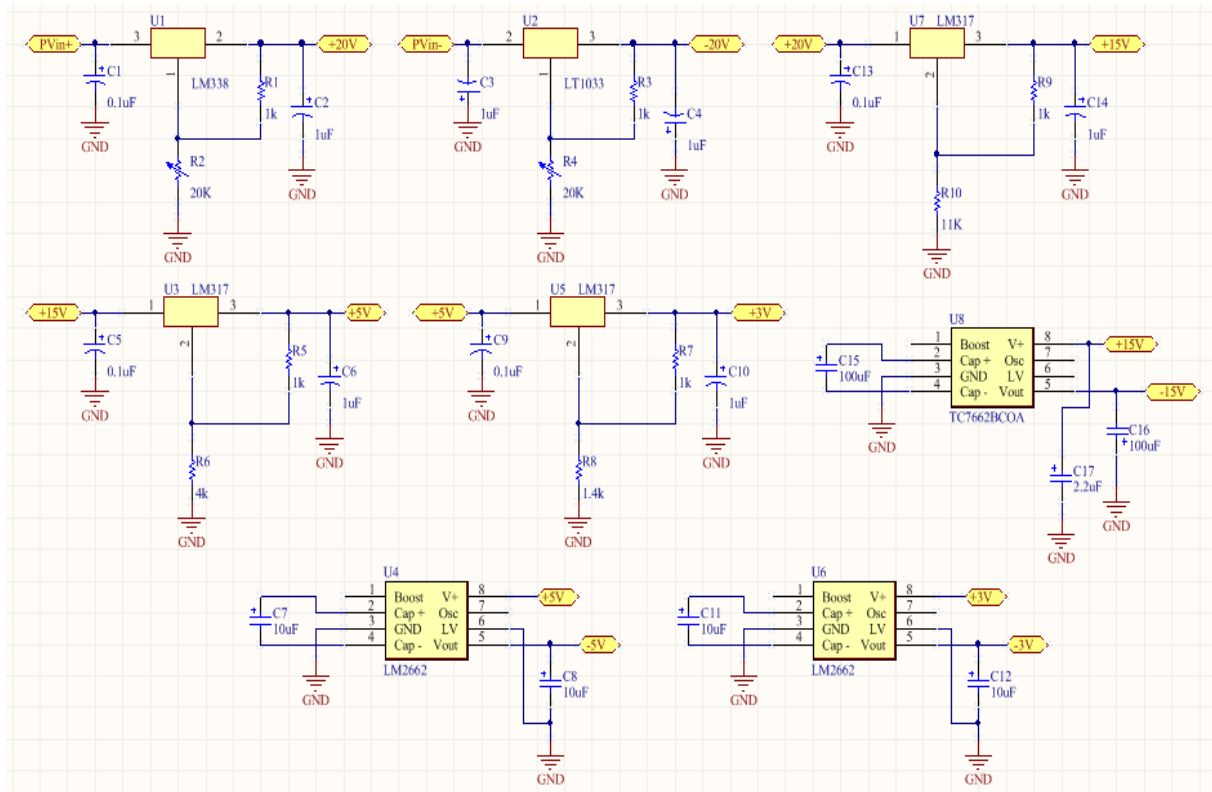 U1
PVin+ 3 2 +20V
C1
0.1uF
1
LM338
R1
1k
C2
1uF
R2
20K
GND
GND
GND
U2
PVin- 2 3 -20V
C3
1uF
1
LT1033
R3
1k
C4
1uF
R4
20K
GND
GND
GND
U7 LM317
+20V 1 3 +15V
C13
0.1uF
2
R9
1k
C14
1uF
R10
11K
GND
GND
GND
U3 LM317
+15V 1 3 +5V
C5
0.1uF
2
R5
1k
C6
1uF
R6
4k
GND
GND
GND
U5 LM317
+5V 1 3 +3V
C9
0.1uF
2
R7
1k
C10
1uF
R8
1.4k
GND
GND
GND
U8
1 Boost V+ 8 +15V
2 Cap + Osc 7
3 GND LV 6
4 Cap - Vout 5 -15V
TC7662BCOA
C15
100uF
C16
100uF
C17
2.2uF
GND
GND
GND
U4
1 Boost V+ 8 +5V
2 Cap + Osc 7
3 GND LV 6
4 Cap - Vout 5 -5V
LM2662
C7
10uF
C8
10uF
GND
GND
U6
1 Boost V+ 8 +3V
2 Cap + Osc 7
3 GND LV 6
4 Cap - Vout 5 -3V
LM2662
C11
10uF
C12
10uF
GND
GND